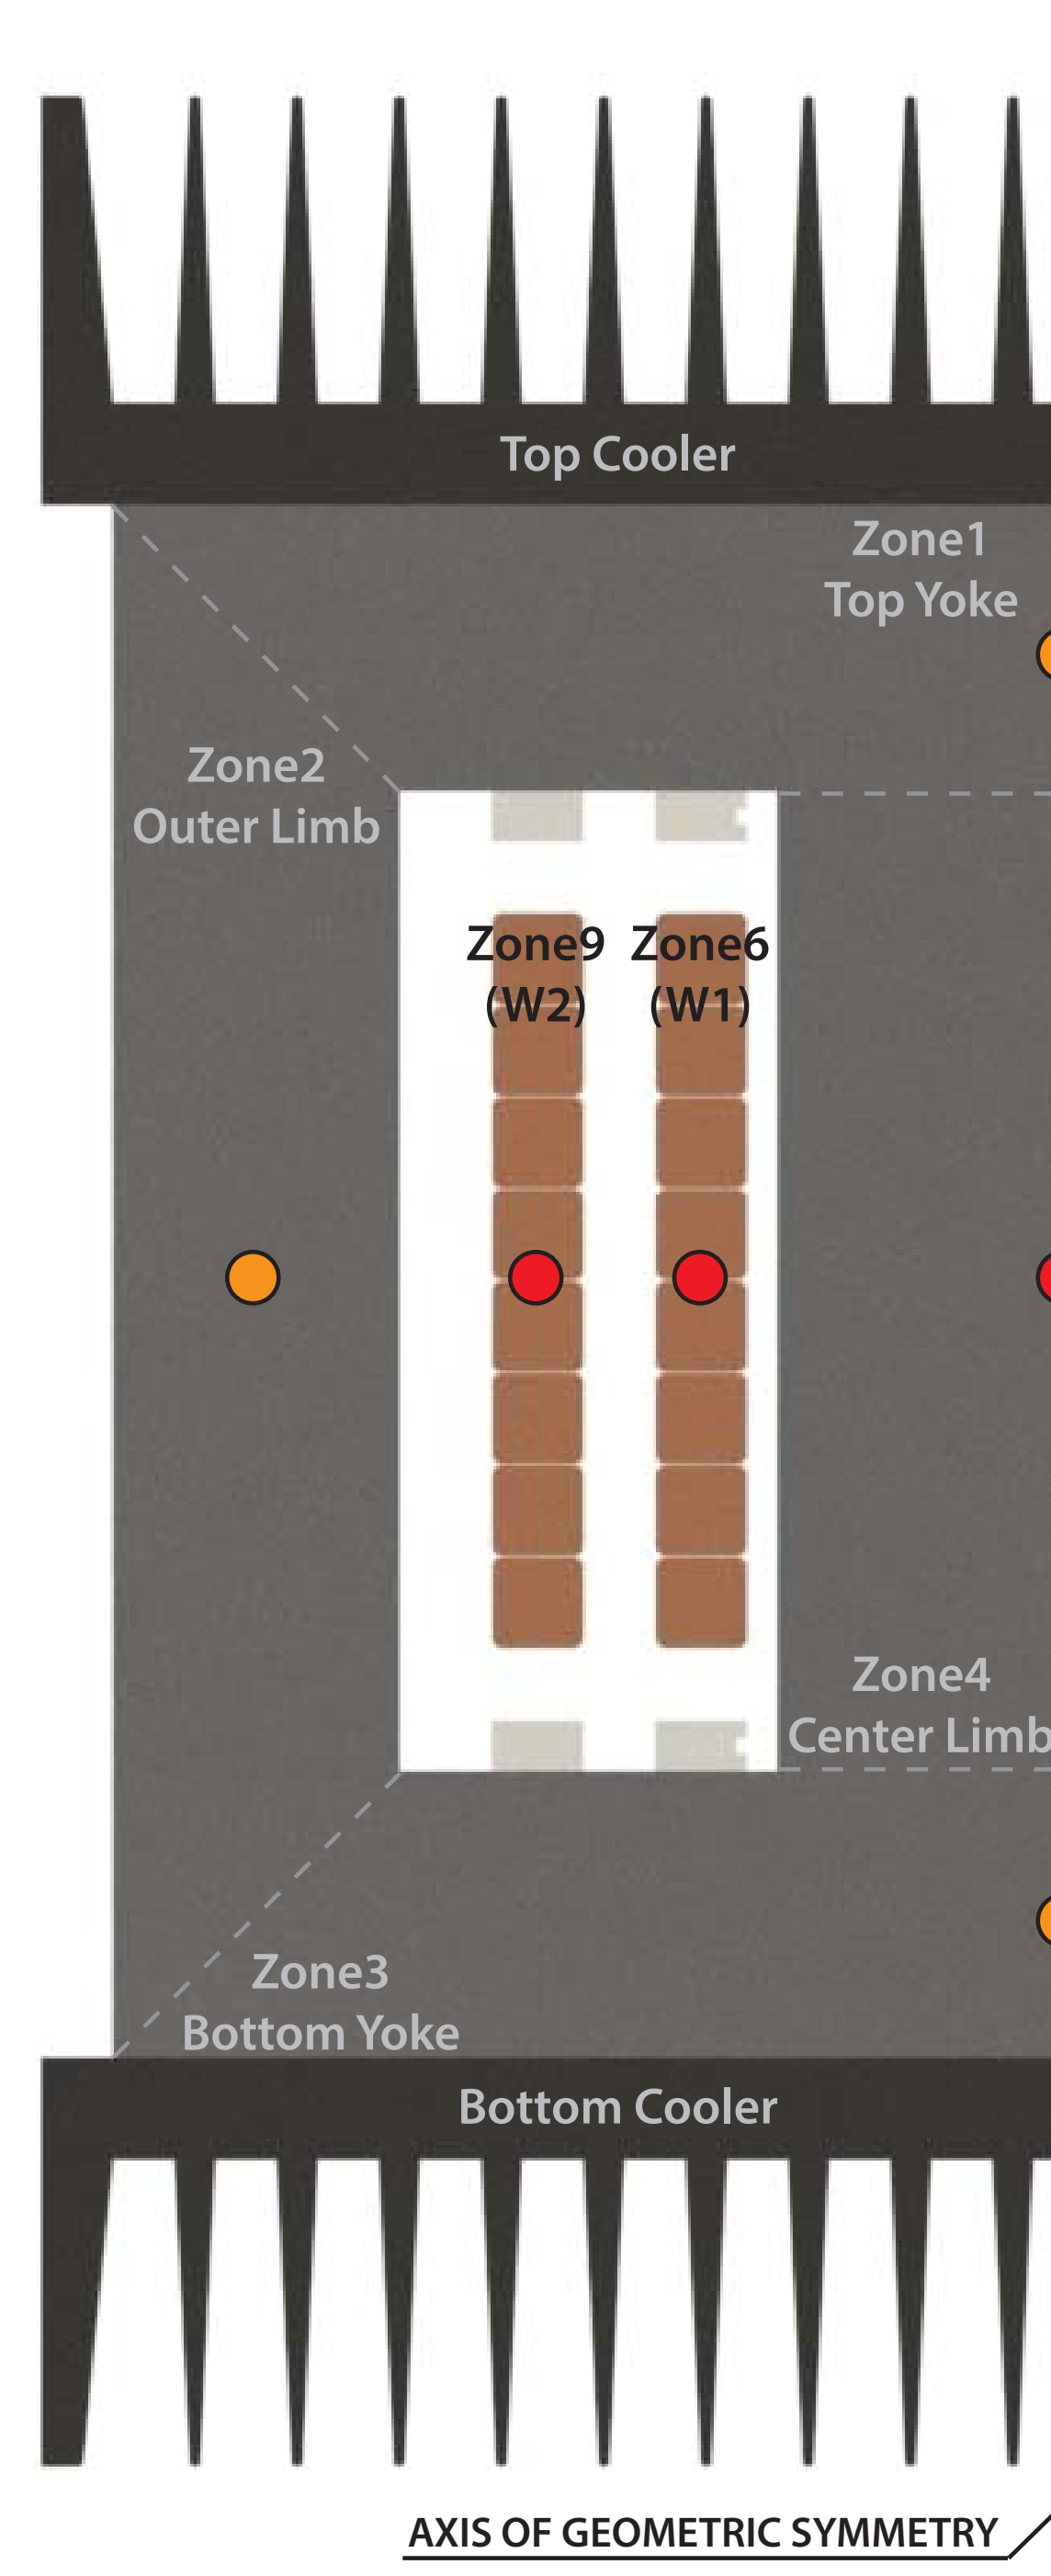 Top Cooler
Zone1
Top Yoke
Zone2
Outer Limb
Zone9 Zone6
(W2) (W1)
Zone4
Center Limb
Zone3
Bottom Yoke
Bottom Cooler
AXIS OF GEOMETRIC SYMMETRY